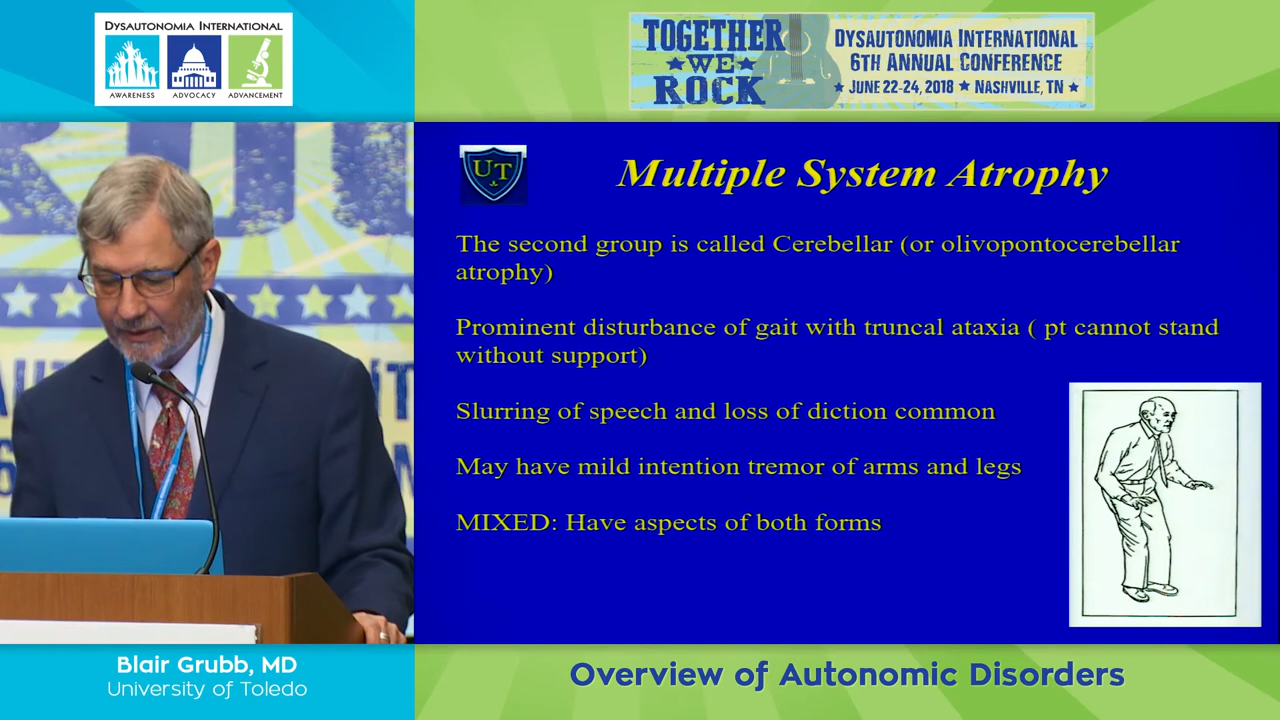 DYSAUTONOMIA INTERNATIONAL
AWARENESS
ADVOCACY
ADVANCEMENT
TOGETHER
WE
ROCK
DYSAUTONOMIA INTERNATIONAL
6TH ANNUAL CONFERENCE
JUNE 22-24, 2018 ★ NASHVILLE, TN
UT
Multiple System Atrophy
The second group is called Cerebellar (or olivopontocerebellar
atrophy)
Prominent disturbance of gait with truncal ataxia ( pt cannot stand
without support)
Slurring of speech and loss of diction common
May have mild intention tremor of arms and legs
MIXED: Have aspects of both forms
Blair Grubb, MD
University of Toledo
Overview of Autonomic Disorders